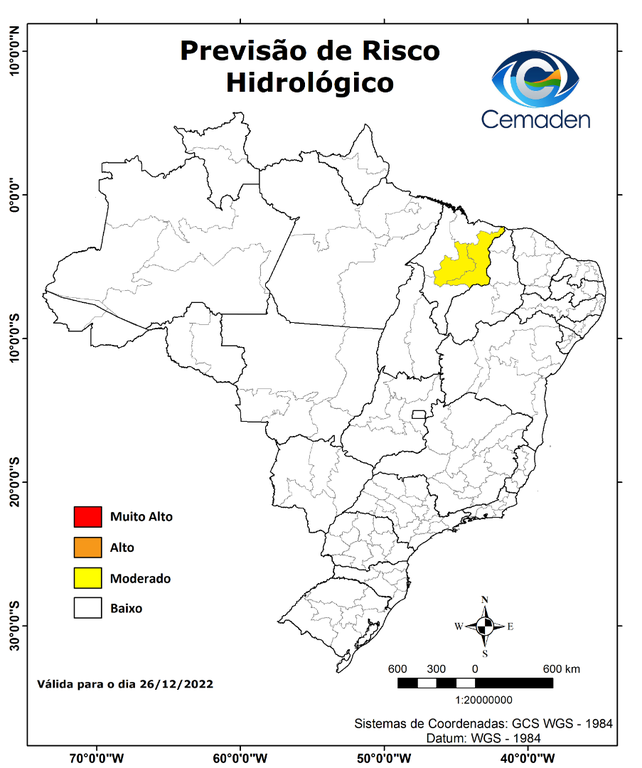 Previsão de Risco
Hidrológico
Cemaden
10°0'0"N
0°0'0"
10°0'0"S
20°0'0"S
30°0'0"S
Muito Alto
Alto
Moderado
Baixo
N
W E
S
Válida para o dia 26/12/2022
600 300 0 600 km
1:20000000
Sistemas de Coordenadas: GCS WGS - 1984
Datum: WGS - 1984
70°0'0"W 60°0'0"W 50°0'0"W 40°0'0"W